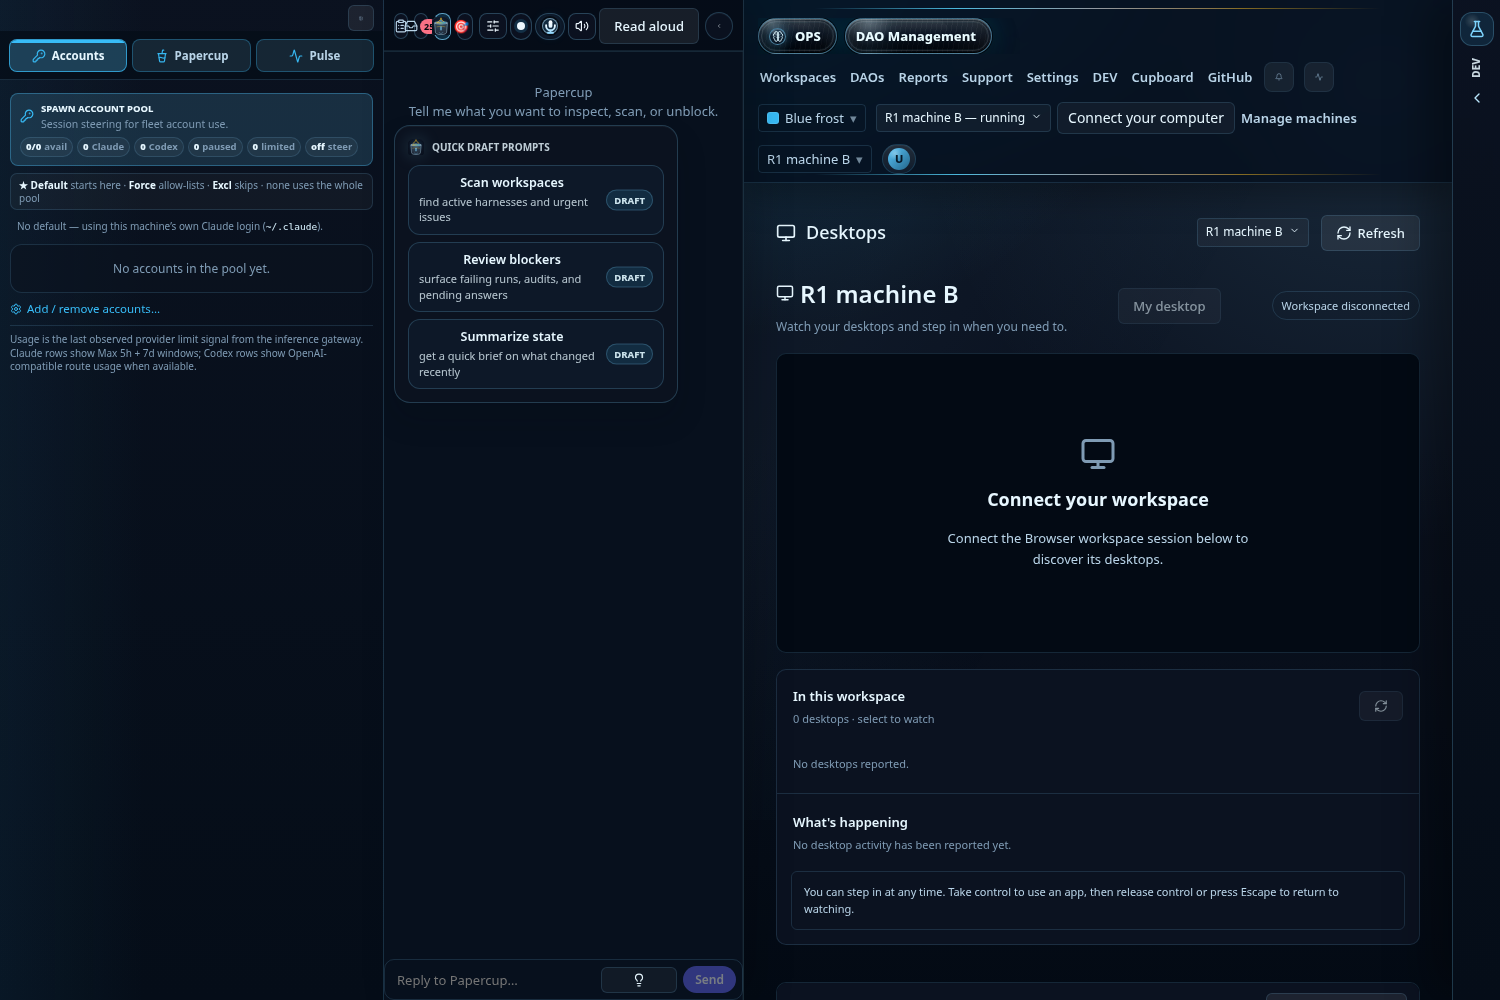 Accounts
Papercup
Pulse
SPAWN ACCOUNT POOL
Session steering for fleet account use.
0/0 avail
0 Claude
0 Codex
0 paused
0 limited
off steer
★ Default starts here · Force allow-lists · Excl skips · none uses the whole
pool
No default — using this machine's own Claude login (~/.claude).
No accounts in the pool yet.
Add / remove accounts...
Usage is the last observed provider limit signal from the inference gateway.
Claude rows show Max 5h + 7d windows; Codex rows show OpenAI-
compatible route usage when available.
Read aloud
Papercup
Tell me what you want to inspect, scan, or unblock.
QUICK DRAFT PROMPTS
Scan workspaces
find active harnesses and urgent
issues
DRAFT
Review blockers
surface failing runs, audits, and
pending answers
DRAFT
Summarize state
get a quick brief on what changed
recently
DRAFT
Reply to Papercup...
Send
OPS
DAO Management
Workspaces
DAOs
Reports
Support
Settings
DEV
Cupboard
GitHub
Blue frost
R1 machine B — running
Connect your computer
Manage machines
R1 machine B
U
Desktops
R1 machine B
Refresh
R1 machine B
Watch your desktops and step in when you need to.
My desktop
Workspace disconnected
Connect your workspace
Connect the Browser workspace session below to
discover its desktops.
In this workspace
0 desktops · select to watch
No desktops reported.
What's happening
No desktop activity has been reported yet.
You can step in at any time. Take control to use an app, then release control or press Escape to return to
watching.
DEV